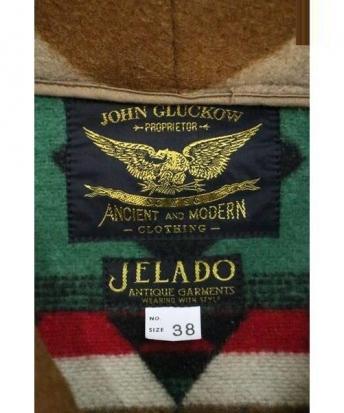 JOHN GLUCKOW
PROPRIETOR
ANCIENT AND MODERN
CLOTHING
JELADO
ANTIQUE GARMENTS
WEARING WITH STYLE
NO.
SIZE 38